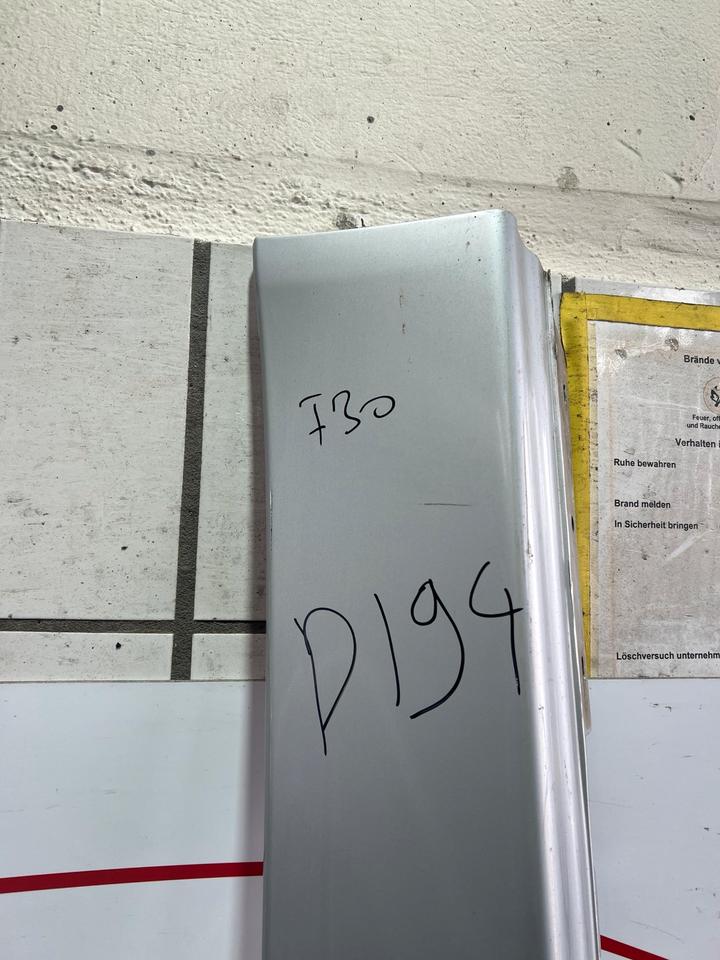 F30
D194
Brände v
Feuer, off
und Rauche
Verhalten i
Ruhe bewahren
Brand melden
In Sicherheit bringen
Löschversuch unternehm